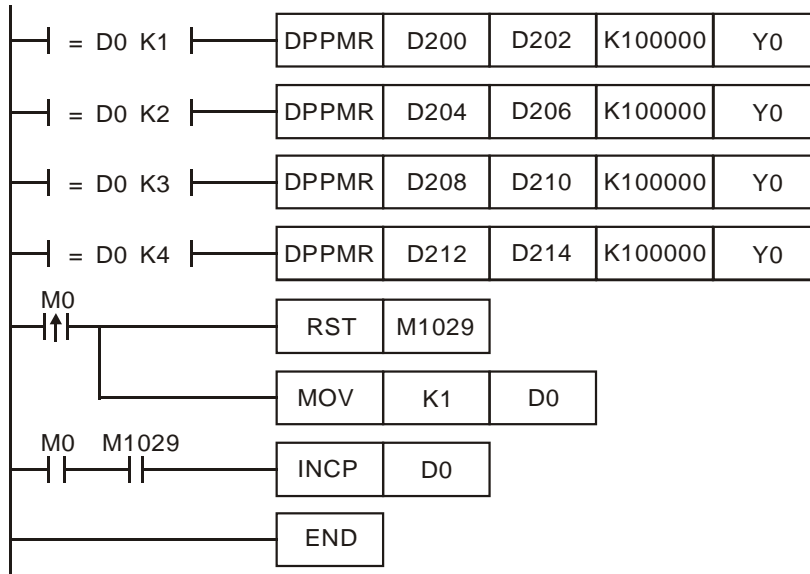 = D0 K1 DPPMR D200 D202 K100000 Y0
= D0 K2 DPPMR D204 D206 K100000 Y0
= D0 K3 DPPMR D208 D210 K100000 Y0
= D0 K4 DPPMR D212 D214 K100000 Y0
M0
RST M1029
MOV K1 D0
M0 M1029
INCP D0
END